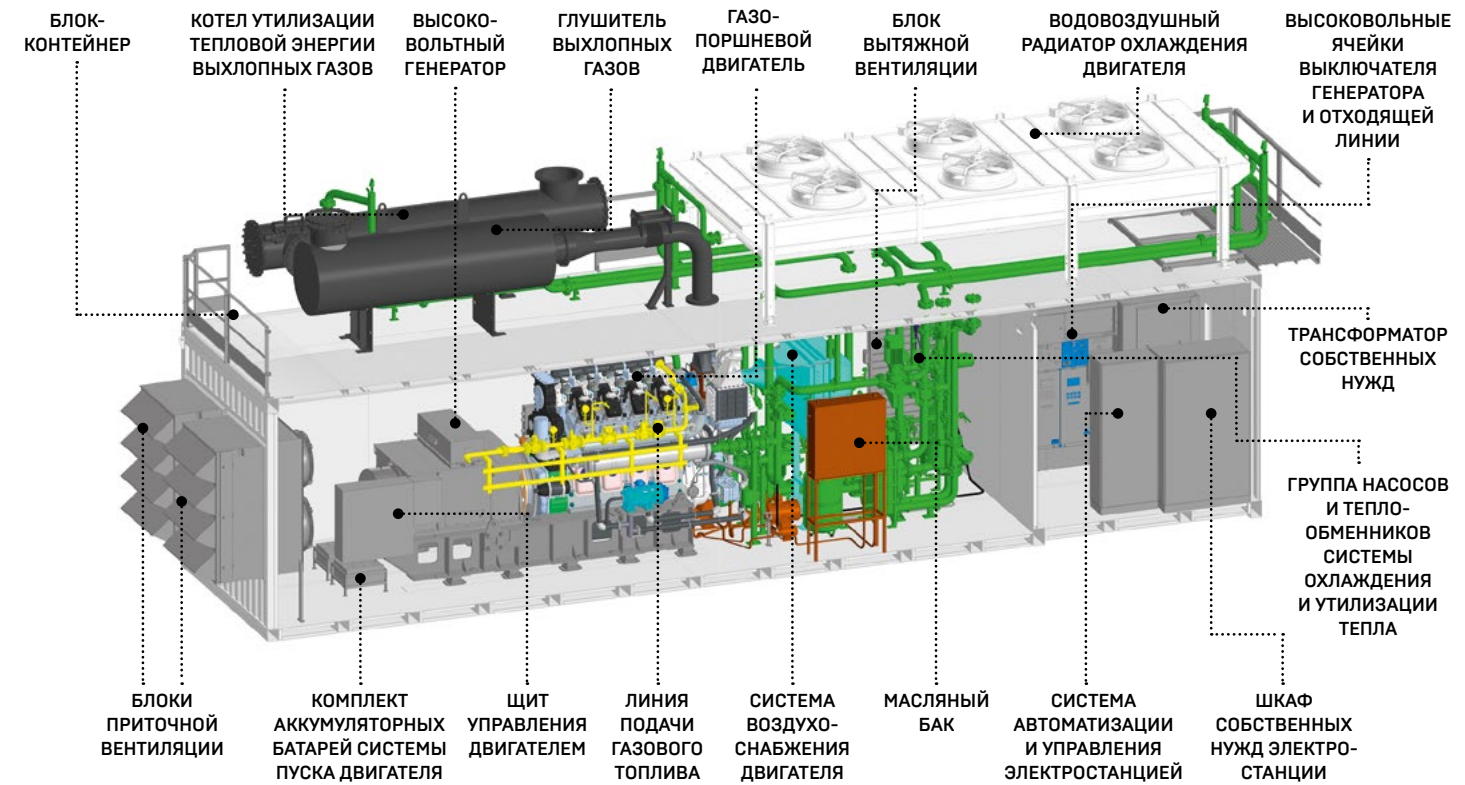 БЛОК-
КОНТЕЙНЕР
КОТЕЛ УТИЛИЗАЦИИ
ТЕПЛОВОЙ ЭНЕРГИИ
ВЫХЛОПНЫХ ГАЗОВ
ВЫСОКО-
ВОЛЬТНЫЙ
ГЕНЕРАТОР
ГЛУШИТЕЛЬ
ВЫХЛОПНЫХ
ГАЗОВ
ГАЗО-
ПОРШНЕВОЙ
ДВИГАТЕЛЬ
БЛОК
ВЫТЯЖНОЙ
ВЕНТИЛЯЦИИ
ВОДОВОЗДУШНЫЙ
РАДИАТОР ОХЛАЖДЕНИЯ
ДВИГАТЕЛЯ
ВЫСОКОВОЛЬНЫЕ
ЯЧЕЙКИ
ВЫКЛЮЧАТЕЛЯ
ГЕНЕРАТОРА
И ОТХОДЯЩЕЙ
ЛИНИИ
ТРАНСФОРМАТОР
СОБСТВЕННЫХ
НУЖД
ГРУППА НАСОСОВ
И ТЕПЛО-
ОБМЕННИКОВ
СИСТЕМЫ
ОХЛАЖДЕНИЯ
И УТИЛИЗАЦИИ
ТЕПЛА
БЛОКИ
ПРИТОЧНОЙ
ВЕНТИЛЯЦИИ
КОМПЛЕКТ
АККУМУЛЯТОРНЫХ
БАТАРЕЙ СИСТЕМЫ
ПУСКА ДВИГАТЕЛЯ
ЩИТ
УПРАВЛЕНИЯ
ДВИГАТЕЛЕМ
ЛИНИЯ
ПОДАЧИ
ГАЗОВОГО
ТОПЛИВА
СИСТЕМА
ВОЗДУХО-
СНАБЖЕНИЯ
ДВИГАТЕЛЯ
МАСЛЯНЫЙ
БАК
СИСТЕМА
АВТОМАТИЗАЦИИ
И УПРАВЛЕНИЯ
ЭЛЕКТРОСТАНЦИЕЙ
ШКАФ
СОБСТВЕННЫХ
НУЖД ЭЛЕКТРО-
СТАНЦИИ